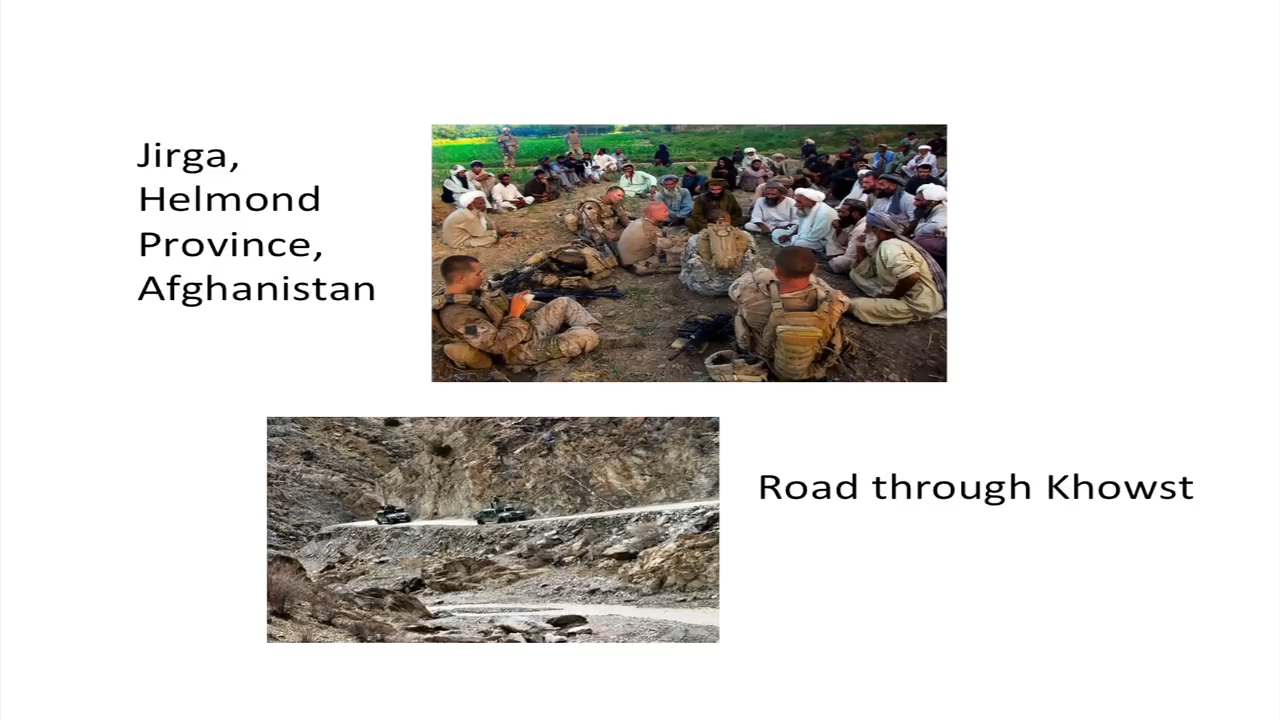 Jirga,
Helmond
Province,
Afghanistan
Road through Khowst